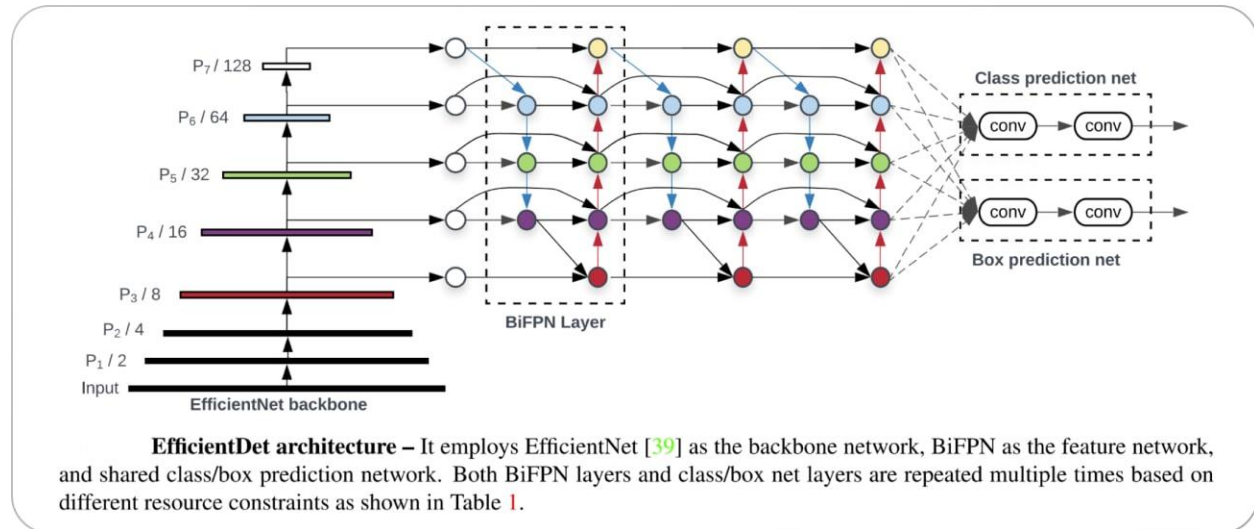 P7 / 128
P6 / 64
P5 / 32
P4 / 16
P3 / 8
P2 / 4
P1 / 2
Input
EfficientNet backbone
BiFPN Layer
Class prediction net
conv conv
conv conv
Box prediction net
EfficientDet architecture – It employs EfficientNet [39] as the backbone network, BiFPN as the feature network,
and shared class/box prediction network. Both BiFPN layers and class/box net layers are repeated multiple times based on
different resource constraints as shown in Table 1.